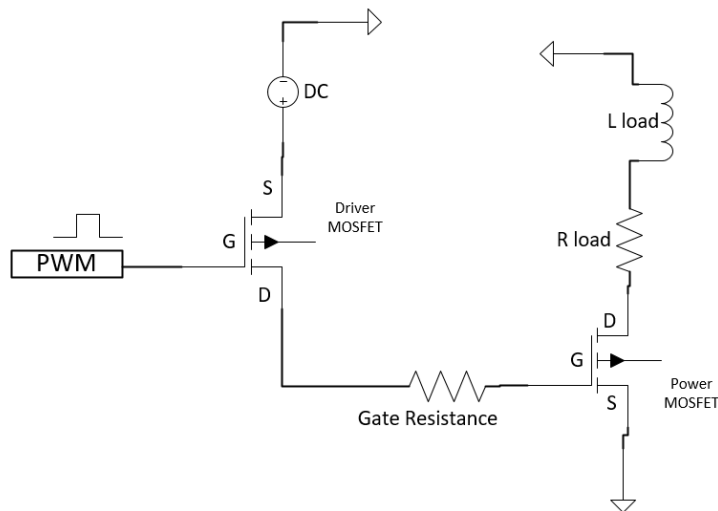 DC
L load
S
Driver
MOSFET
G
PWM
R load
D
D
G
Power
MOSFET
S
Gate Resistance